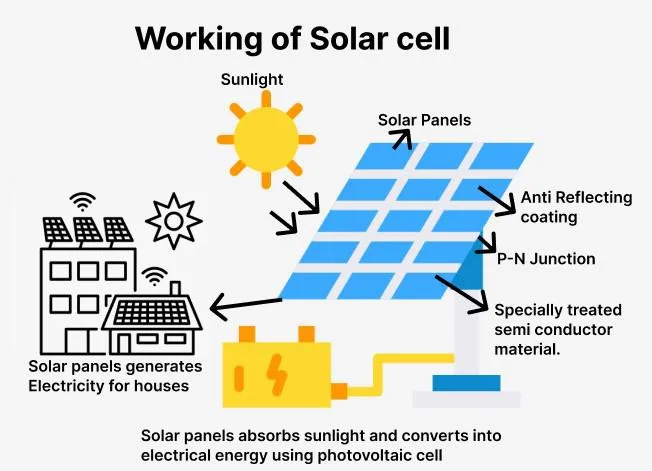 Working of Solar cell
Sunlight
Solar Panels
Anti Reflecting
coating
P-N Junction
Specially treated
semi conductor
material.
Solar panels generates
Electricity for houses
Solar panels absorbs sunlight and converts into
electrical energy using photovoltaic cell